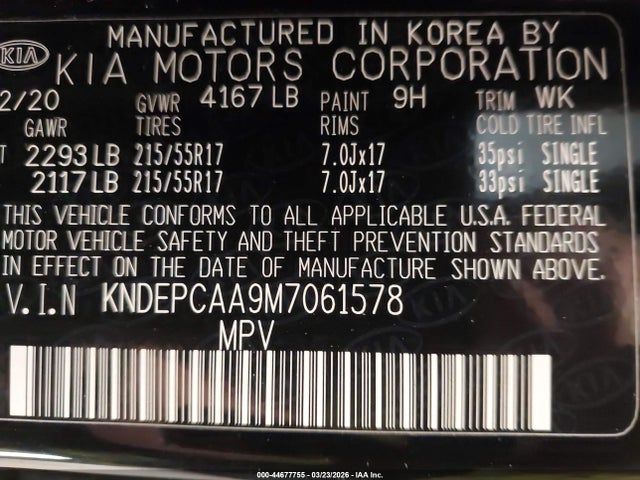 MANUFACTURED IN KOREA BY
KIA KIA MOTORS CORPORATION
2/20 GVWR 4167 LB PAINT 9H TRIM WK
GAWR TIRES RIMS COLD TIRE INFL
T 2293 LB 215/55R17 7.0Jx17 35psi SINGLE
2117 LB 215/55R17 7.0Jx17 33psi SINGLE
THIS VEHICLE CONFORMS TO ALL APPLICABLE U.S.A. FEDERAL
MOTOR VEHICLE SAFETY AND THEFT PREVENTION STANDARDS
IN EFFECT ON THE DATE OF MANUFACTURE SHOWN ABOVE.
V.I.N KNDEPCAA9M7061578
MPV
000-44677755 - 03/23/2026 - IAA Inc.